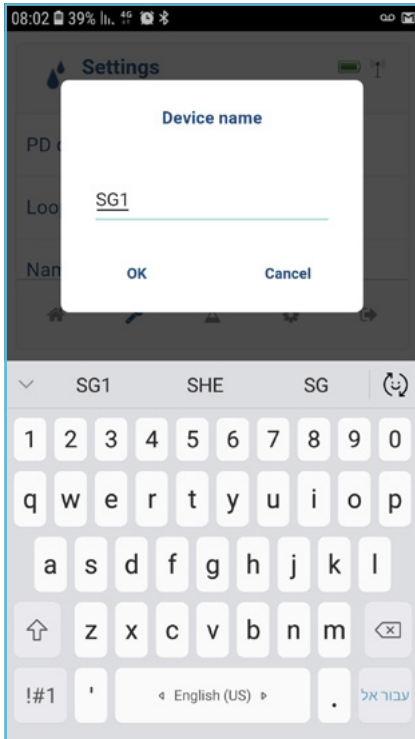 08:02 39% 4G
Settings
Device name
PD
Loo
SG1
Nam
OK Cancel
SG1 SHE SG
1 2 3 4 5 6 7 8 9 0
q w e r t y u i o p
a s d f g h j k l
z x c v b n m
!#1 ' English (US) . עבור אל